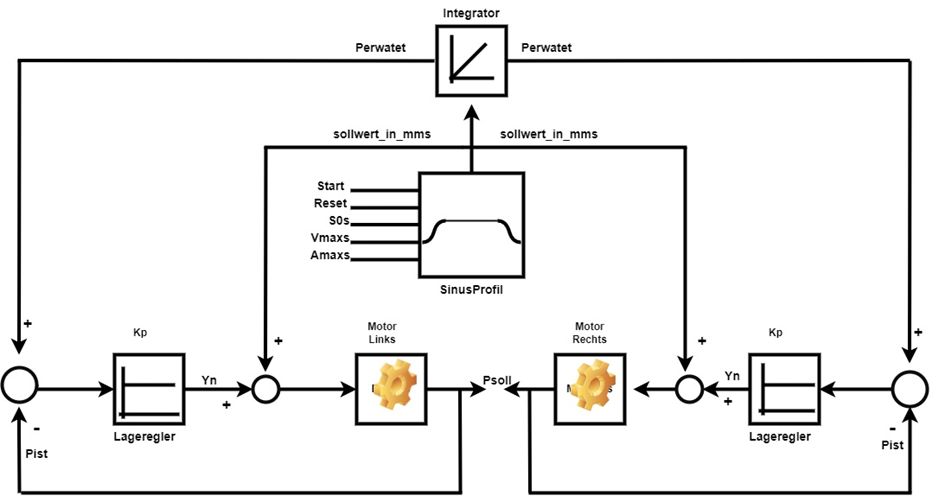 Integrator
Perwatet
Perwatet
sollwert_in_mms
sollwert_in_mms
Start
Reset
S0s
Vmaxs
Amaxs
SinusProfil
+
+
Kp
Motor
Links
Motor
Rechts
Kp
+
+
Yn
Psoll
Yn
+
+
-
-
Lageregler
Lageregler
Pist
Pist